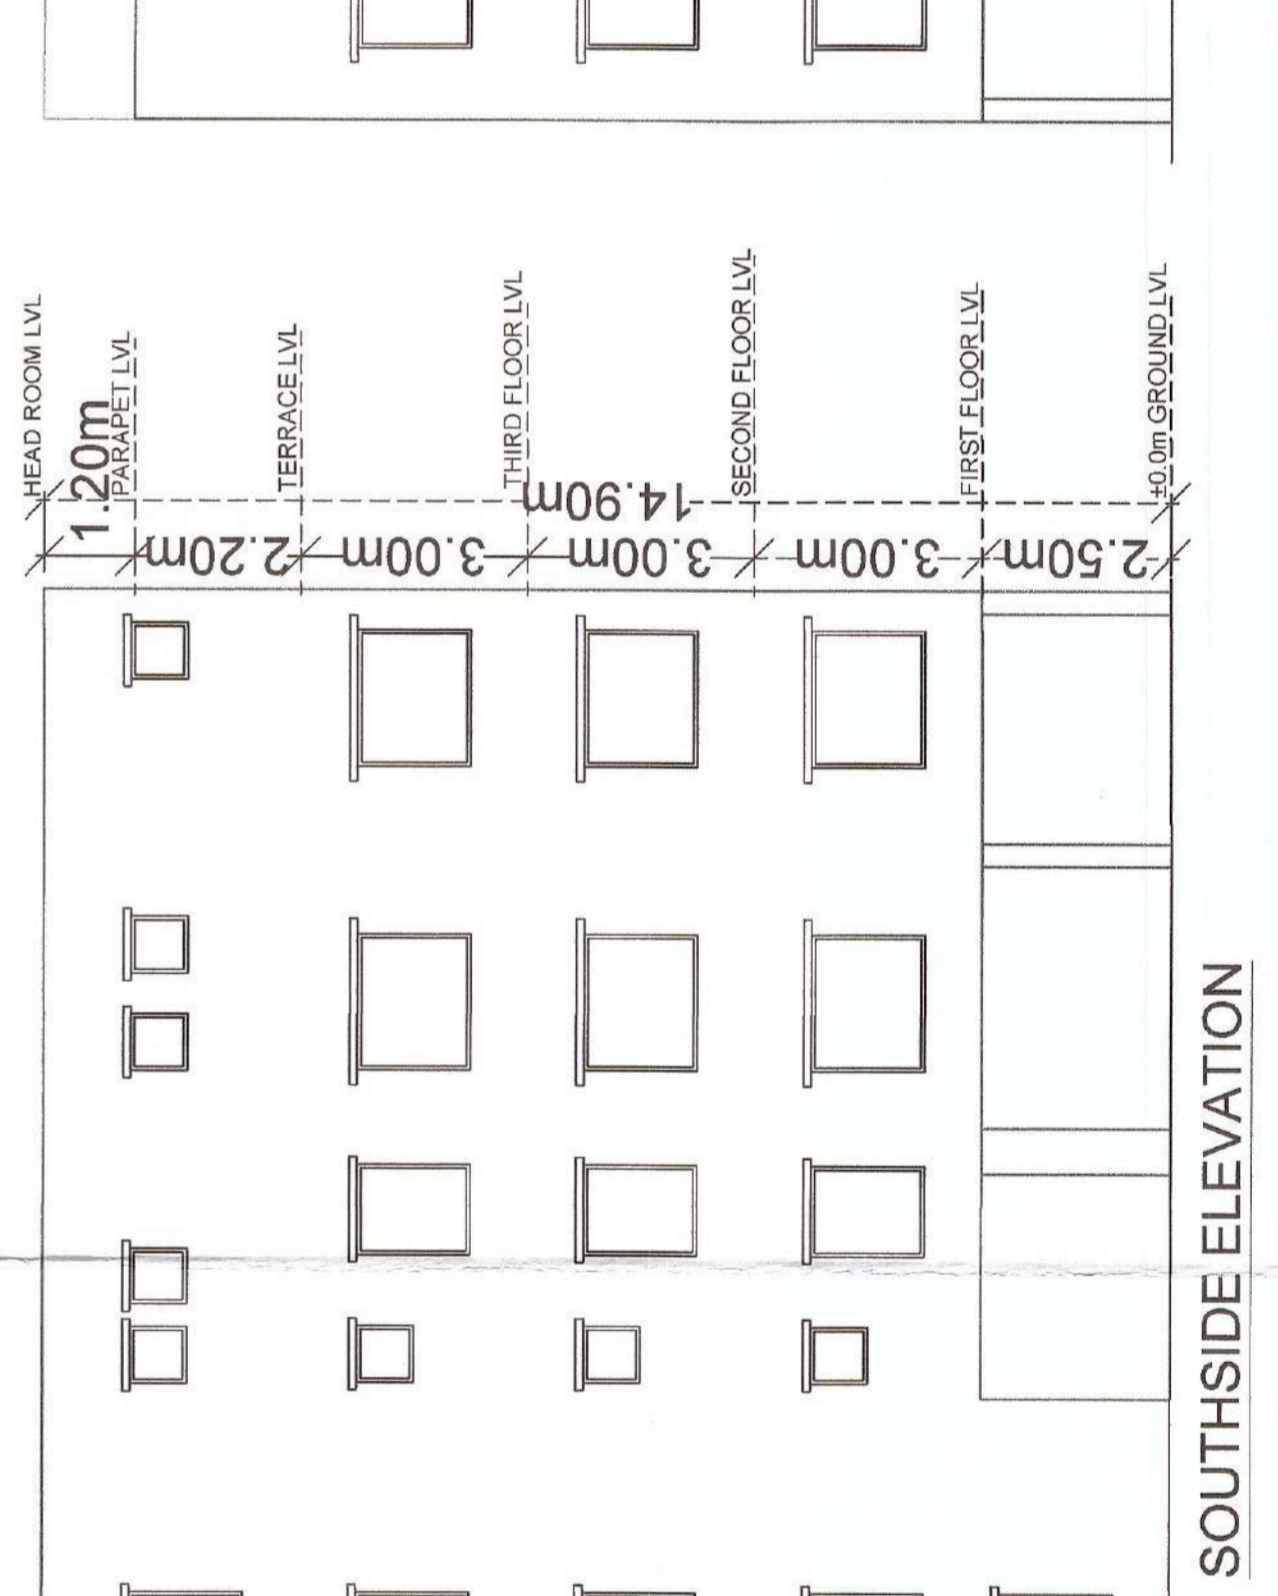 HEAD ROOM LVL
1.20m
PARAPET LVL
2.20m
TERRACE LVL
3.00m
THIRD FLOOR LVL
14.90m
3.00m
SECOND FLOOR LVL
3.00m
FIRST FLOOR LVL
2.50m
±0.0m GROUND LVL
SOUTHSIDE ELEVATION